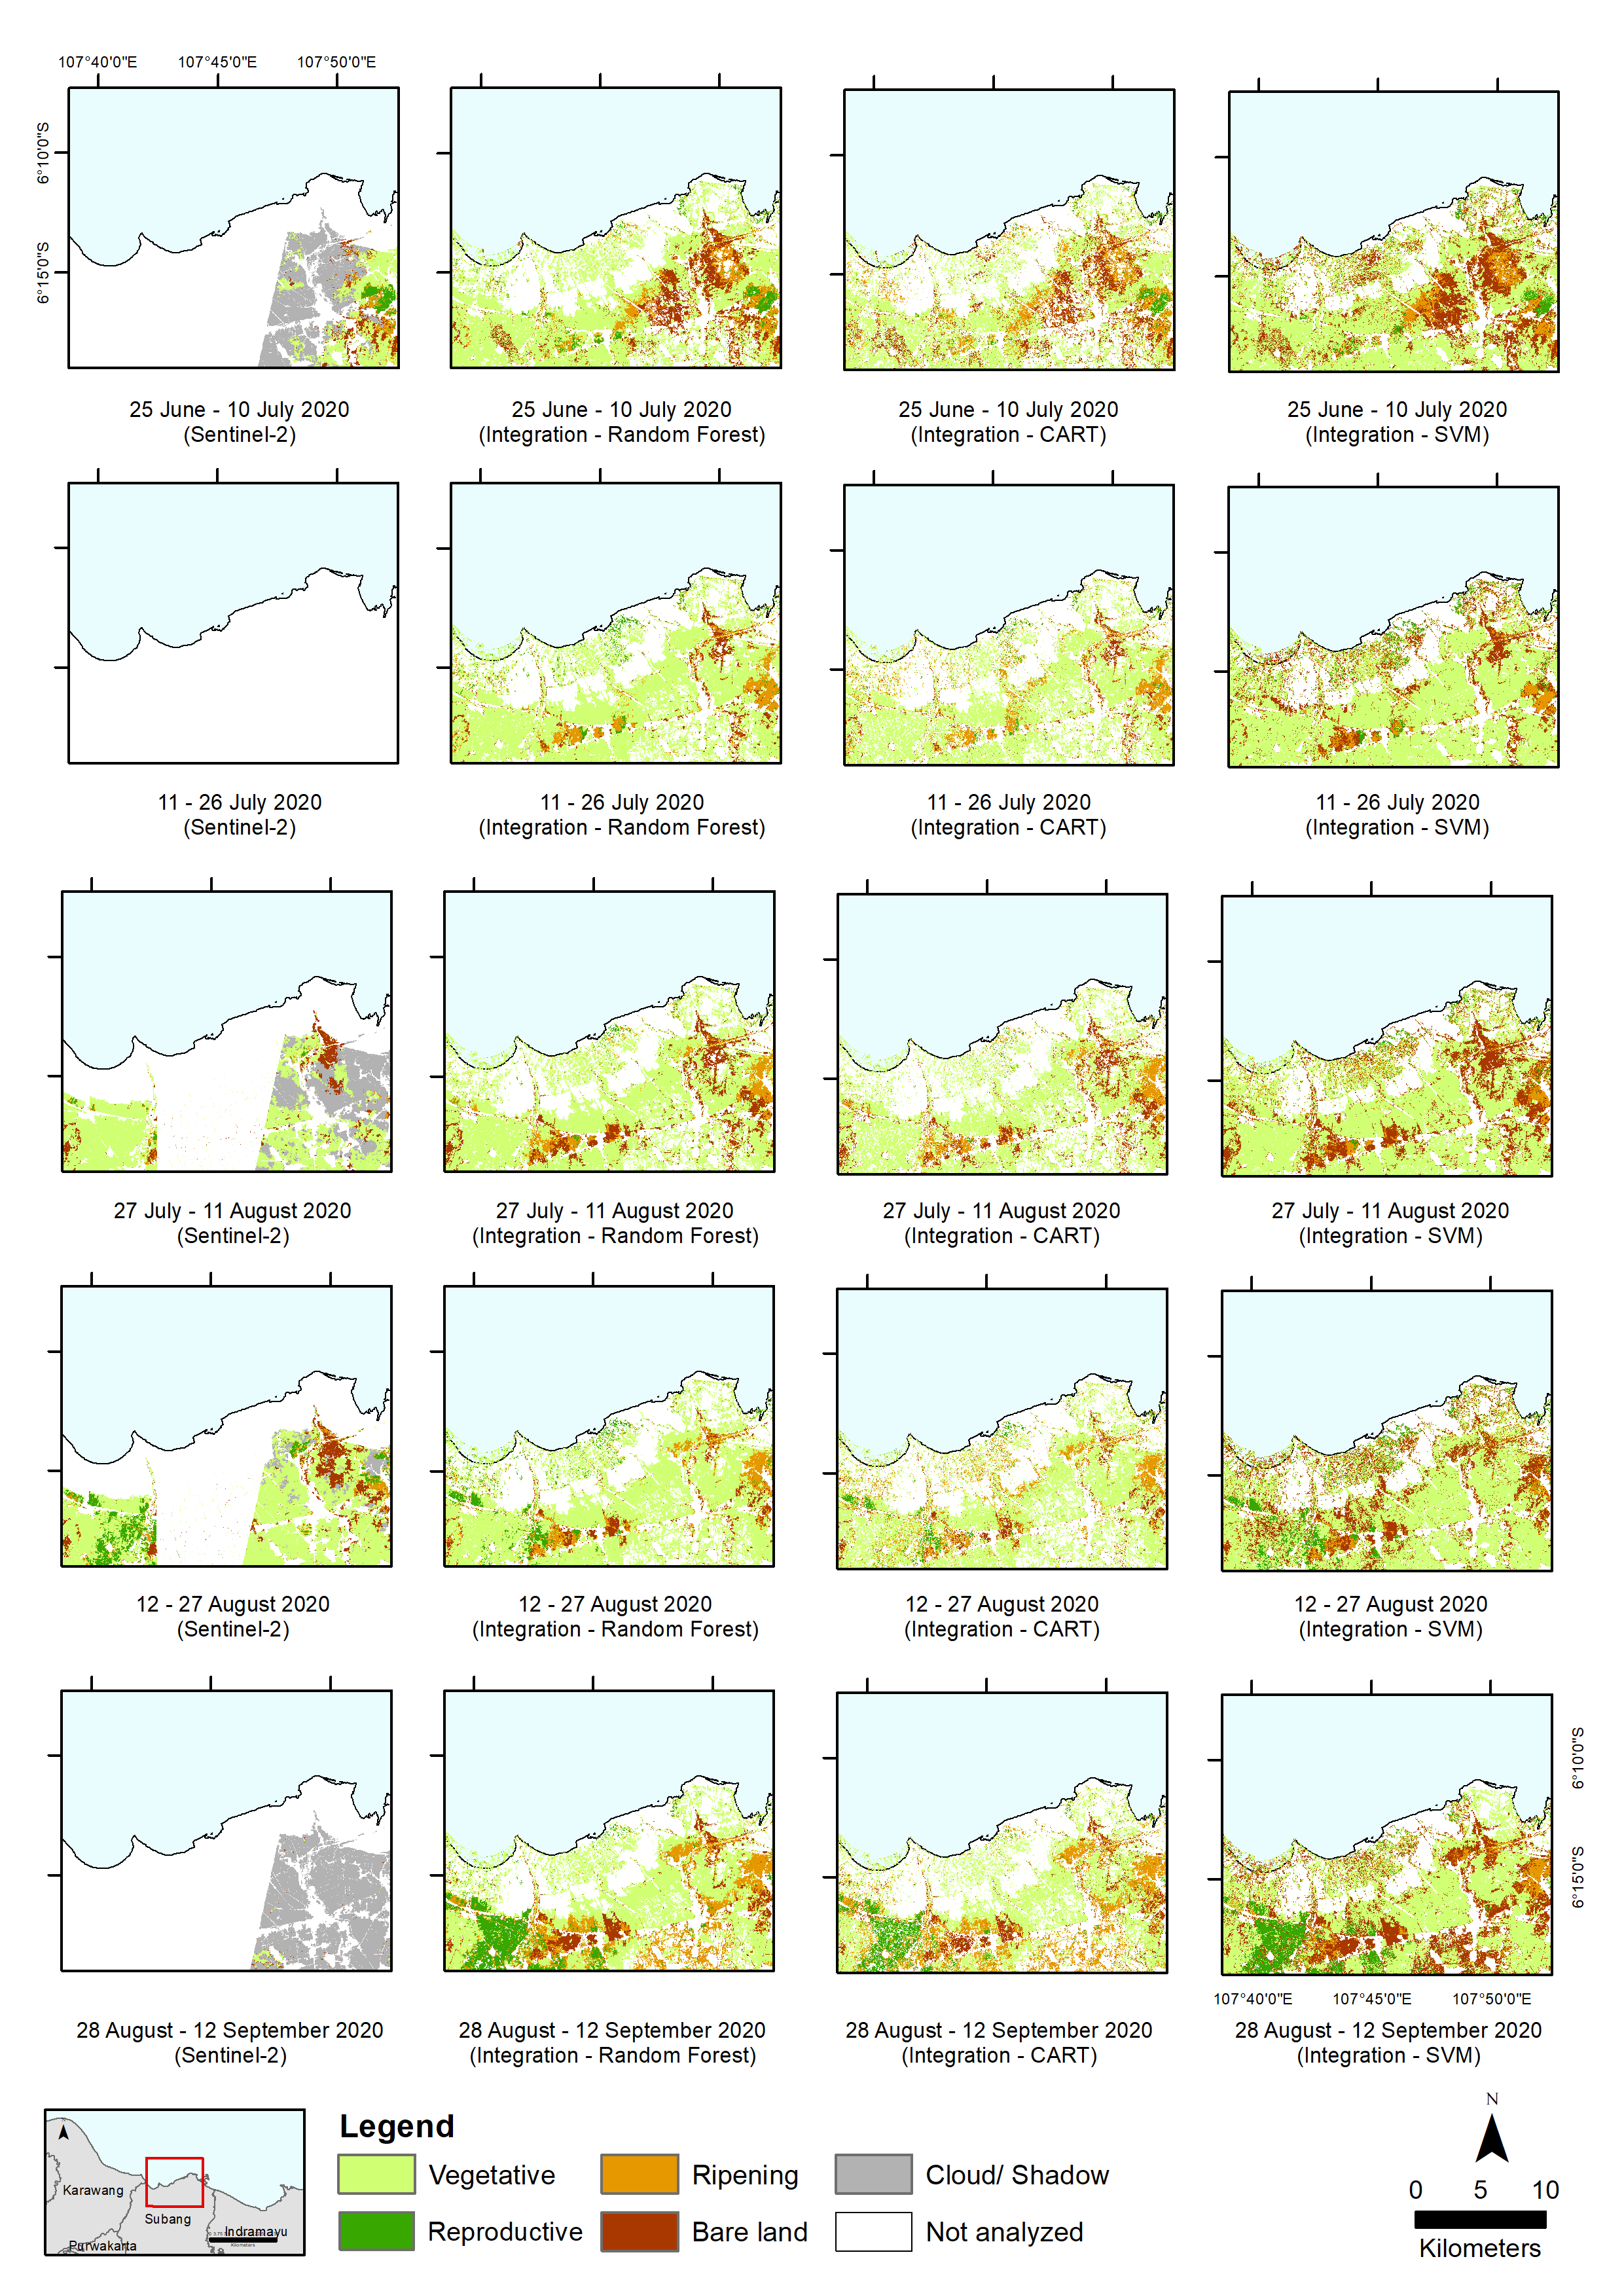 107°40'0"E 107°45'0"E 107°50'0"E
6°10'0"S
6°15'0"S
25 June - 10 July 2020
(Sentinel-2)
25 June - 10 July 2020
(Integration - Random Forest)
25 June - 10 July 2020
(Integration - CART)
25 June - 10 July 2020
(Integration - SVM)
11 - 26 July 2020
(Sentinel-2)
11 - 26 July 2020
(Integration - Random Forest)
11 - 26 July 2020
(Integration - CART)
11 - 26 July 2020
(Integration - SVM)
27 July - 11 August 2020
(Sentinel-2)
27 July - 11 August 2020
(Integration - Random Forest)
27 July - 11 August 2020
(Integration - CART)
27 July - 11 August 2020
(Integration - SVM)
12 - 27 August 2020
(Sentinel-2)
12 - 27 August 2020
(Integration - Random Forest)
12 - 27 August 2020
(Integration - CART)
12 - 27 August 2020
(Integration - SVM)
6°10'0"S
6°15'0"S
107°40'0"E 107°45'0"E 107°50'0"E
28 August - 12 September 2020
(Sentinel-2)
28 August - 12 September 2020
(Integration - Random Forest)
28 August - 12 September 2020
(Integration - CART)
28 August - 12 September 2020
(Integration - SVM)
Karawang
Subang
Indramayu
Purwakarta
Kilometers
Legend
Vegetative
Ripening
Cloud/ Shadow
Reproductive
Bare land
Not analyzed
N
0 5 10
Kilometers